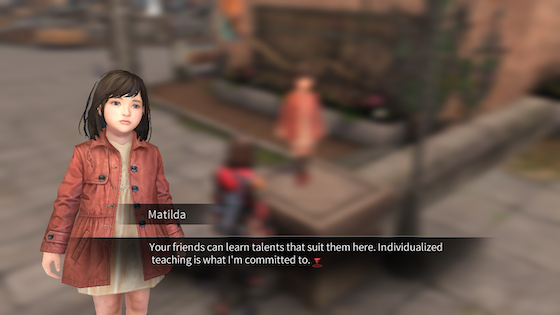 Matilda
Your friends can learn talents that suit them here. Individualized
teaching is what I'm committed to.